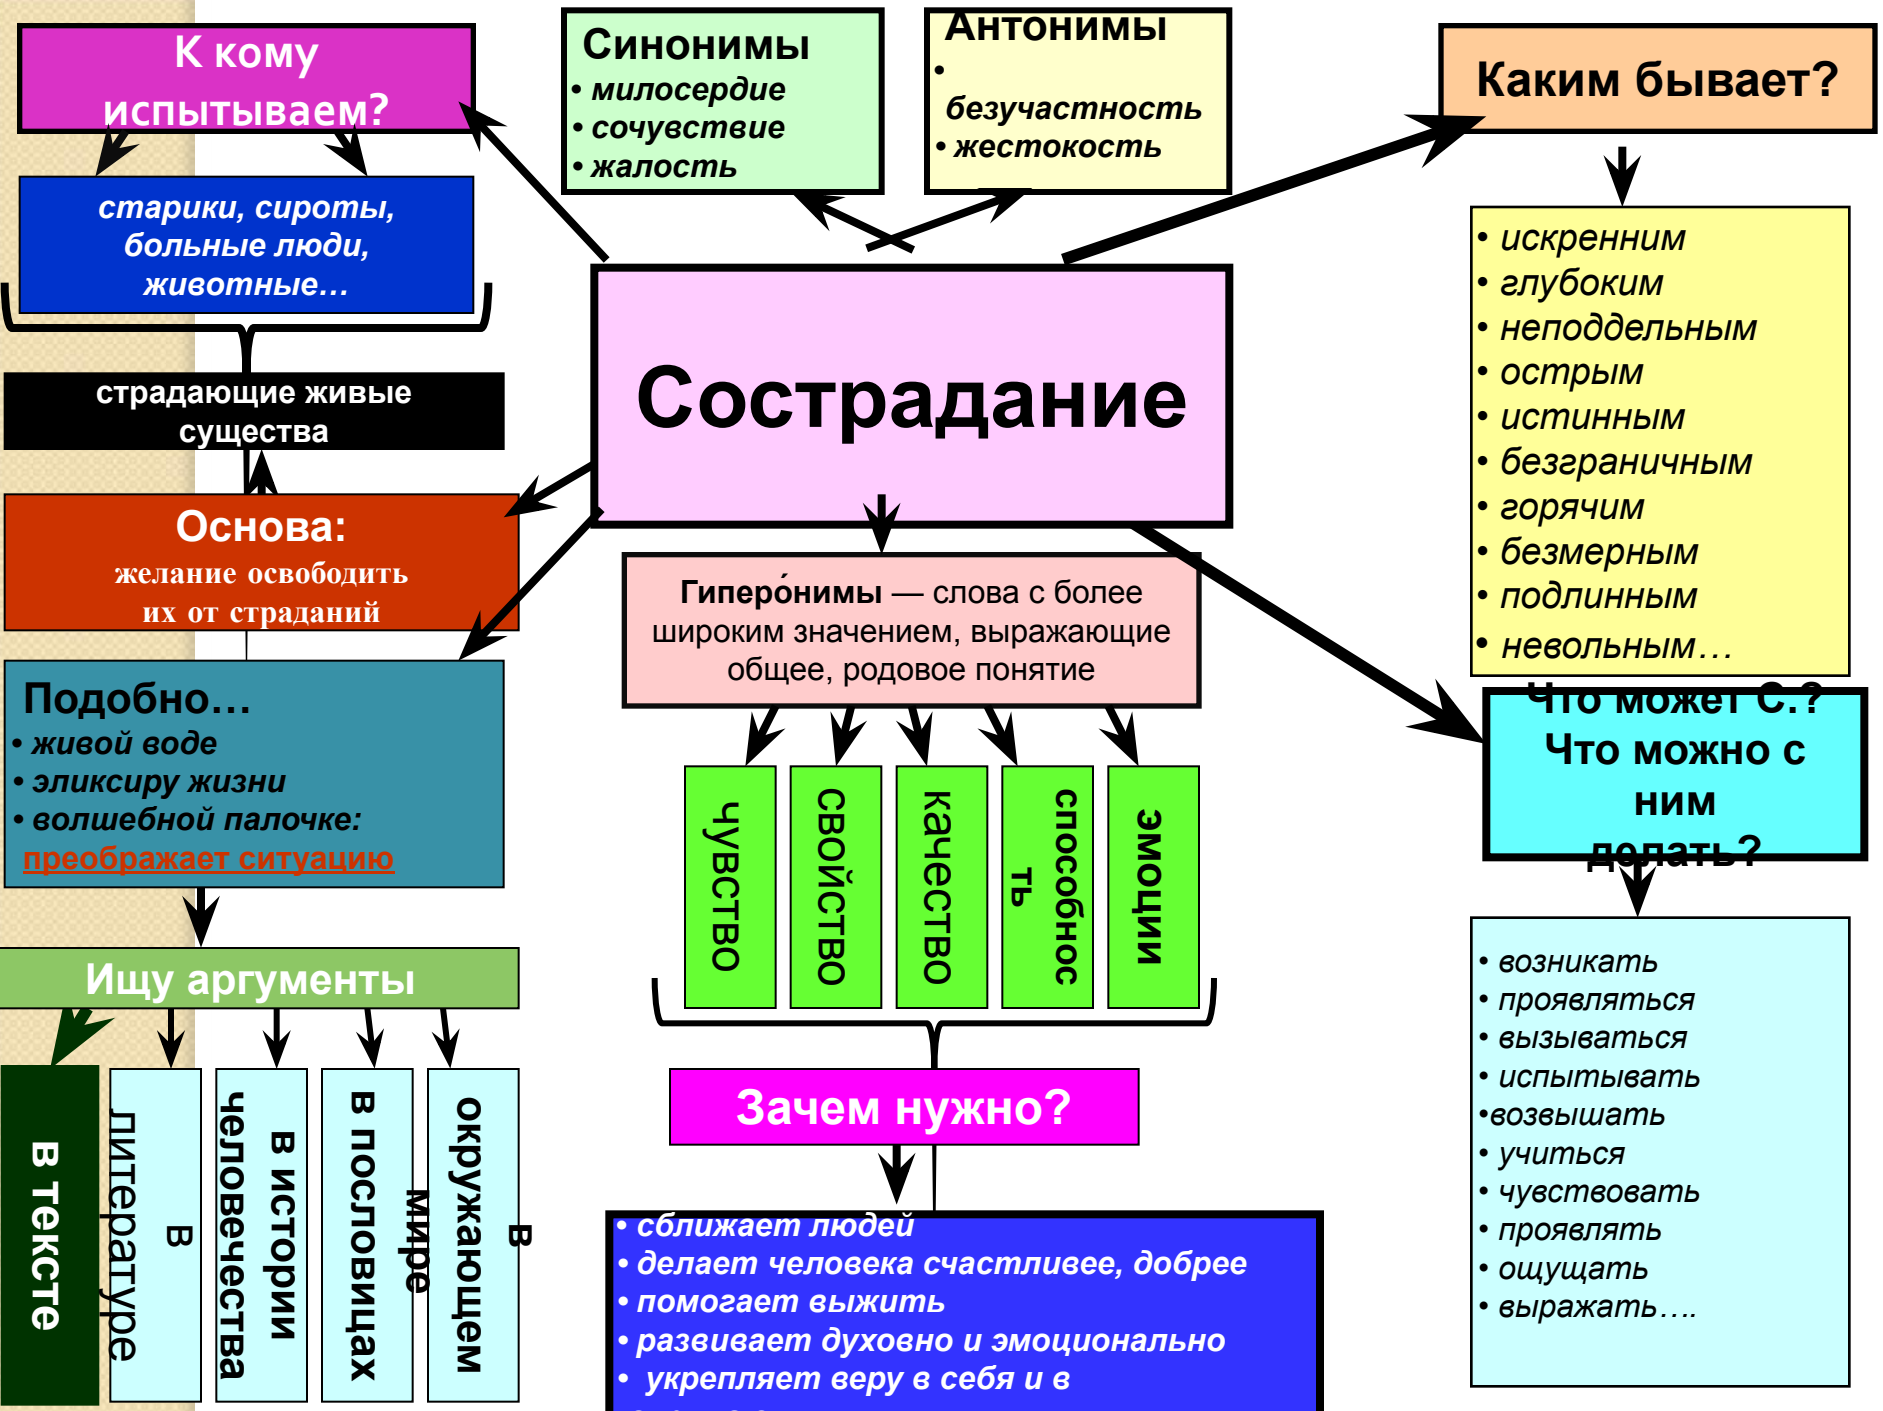 К кому
испытываем?
старики, сироты,
больные люди,
животные…
страдающие живые
существа
Основа:
желание освободить
их от страданий
Подобно…
• живой воде
• эликсиру жизни
• волшебной палочке:
преображает ситуацию
Ищу аргументы
в тексте
в
литературе
в истории
человечества
в пословицах
в
окружающем
мире
Синонимы
• милосердие
• сочувствие
• жалость
Антонимы
•
безучастность
• жестокость
Сострадание
Гиперо́нимы — слова с более
широким значением, выражающие
общее, родовое понятие
чувство
свойство
качество
способнос
ть
эмоции
Зачем нужно?
• сближает людей
• делает человека счастливее, добрее
• помогает выжить
• развивает духовно и эмоционально
• укрепляет веру в себя и в
Каким бывает?
• искренним
• глубоким
• неподдельным
• острым
• истинным
• безграничным
• горячим
• безмерным
• подлинным
• невольным…
Что может С.?
Что можно с
ним
делать?
• возникать
• проявляться
• вызываться
• испытывать
•возвышать
• учиться
• чувствовать
• проявлять
• ощущать
• выражать….